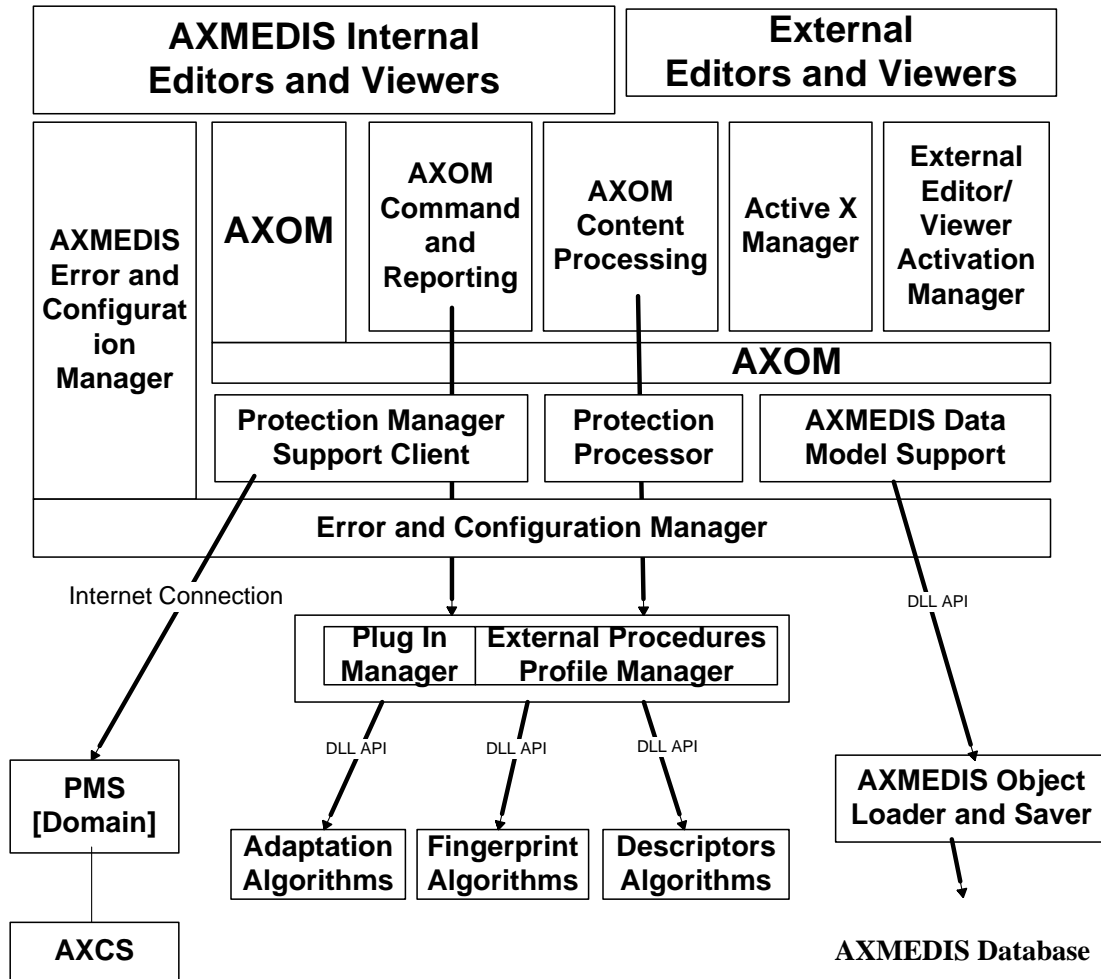 AXMEDIS Internal
Editors and Viewers
External
Editors and Viewers
AXMEDIS
Error and
Configurat
ion
Manager
AXOM
AXOM
Command
and
Reporting
AXOM
Content
Processing
Active X
Manager
External
Editor/
Viewer
Activation
Manager
AXOM
Protection Manager
Support Client
Protection
Processor
AXMEDIS Data
Model Support
Error and Configuration Manager
Internet Connection
DLL API
Plug In
Manager
External Procedures
Profile Manager
DLL API
DLL API
DLL API
PMS
[Domain]
AXMEDIS Object
Loader and Saver
Adaptation
Algorithms
Fingerprint
Algorithms
Descriptors
Algorithms
AXCS
AXMEDIS Database